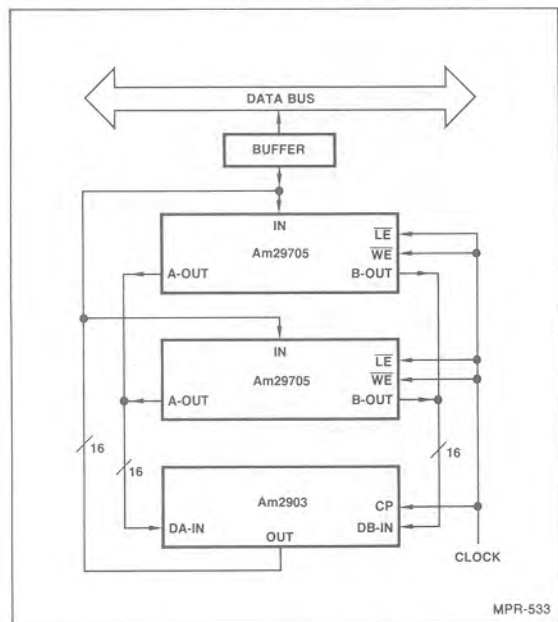 DATA BUS
BUFFER
IN
Am29705
LE
WE
A-OUT
B-OUT
IN
Am29705
LE
WE
A-OUT
B-OUT
16
16
16
Am2903
CP
DA-IN
DB-IN
OUT
CLOCK
MPR-533